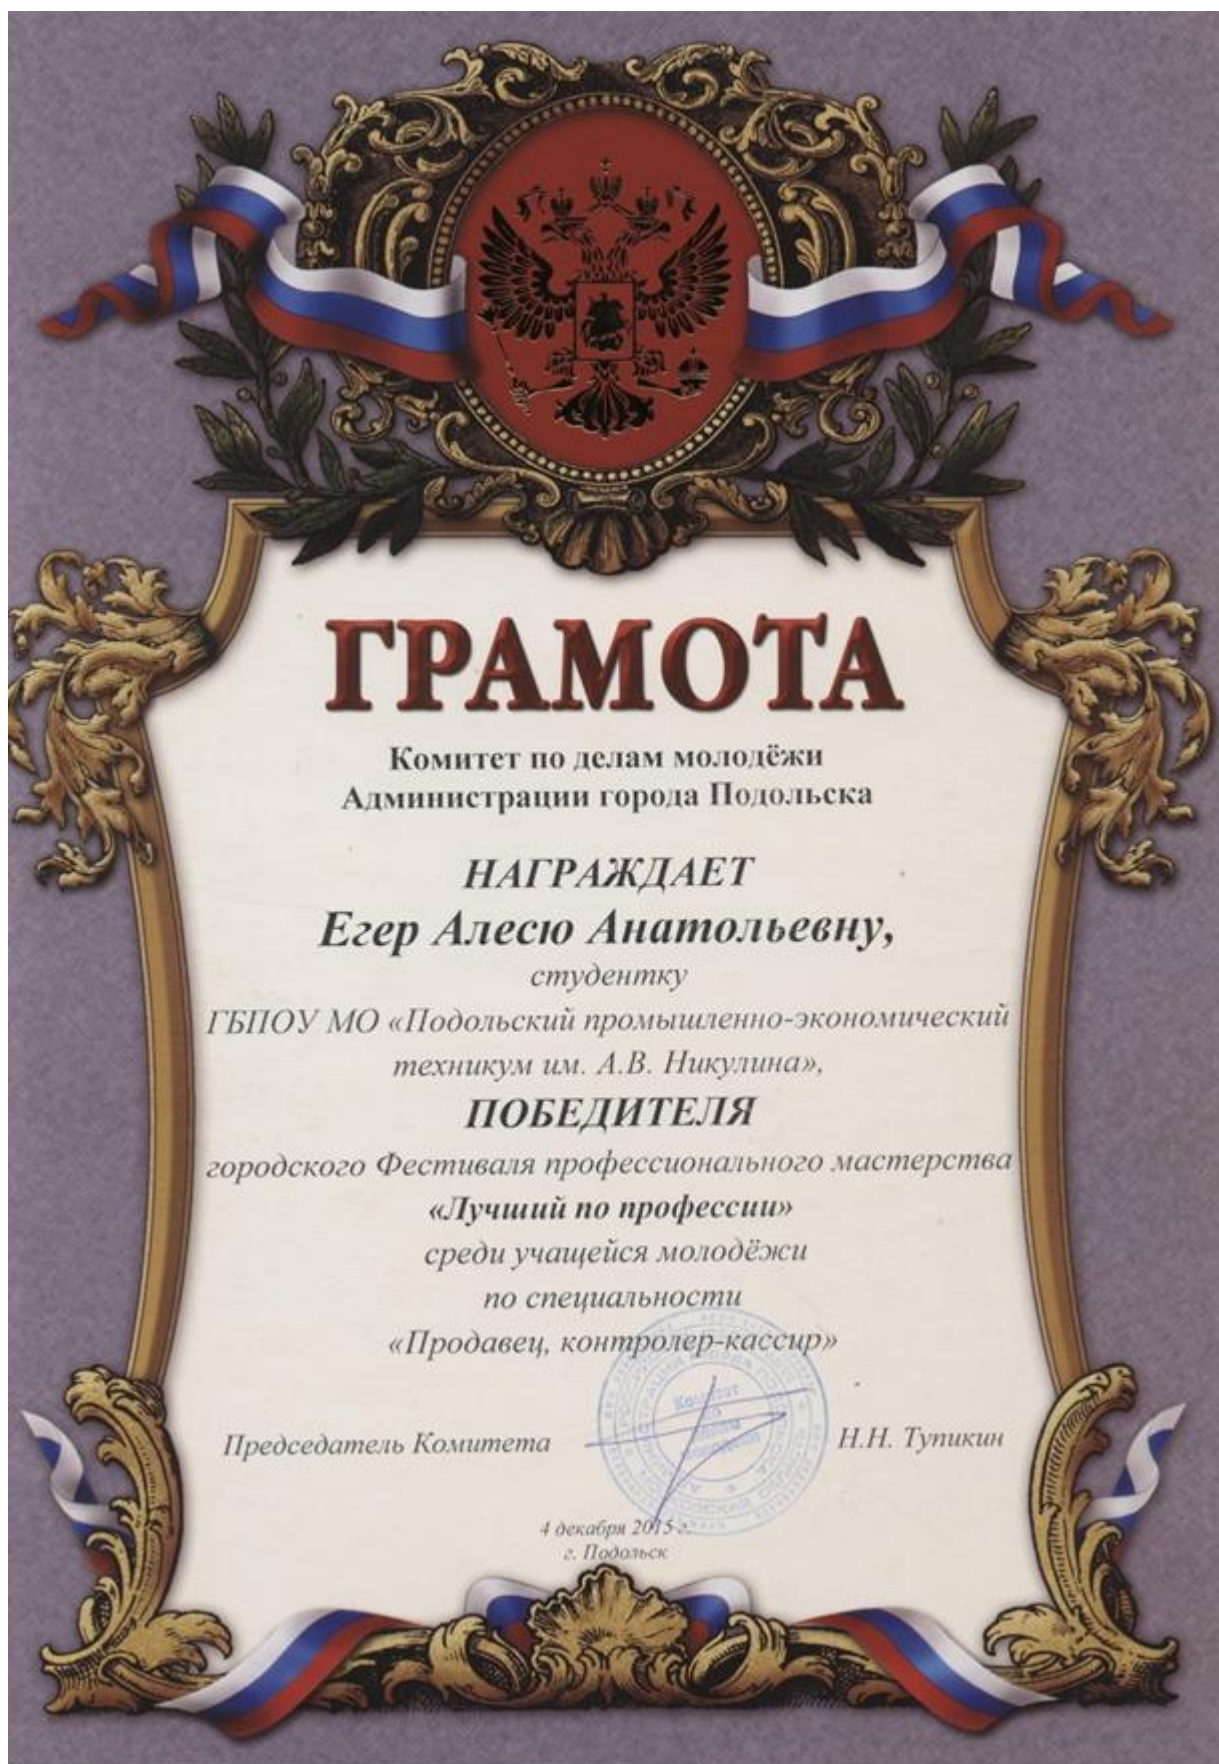 ГРАМОТА
Комитет по делам молодёжи
Администрации города Подольска
НАГРАЖДАЕТ
Егер Алесю Анатольевну,
студентку
ГБПОУ МО «Подольский промышленно-экономический
техникум им. А.В. Никулина»,
ПОБЕДИТЕЛЯ
городского Фестиваля профессионального мастерства
«Лучший по профессии»
среди учащейся молодёжи
по специальности
«Продавец, контролер-кассир»
Председатель Комитета
Н.Н. Тупикин
Комитет
по
4 декабря 2015 г.
г. Подольск